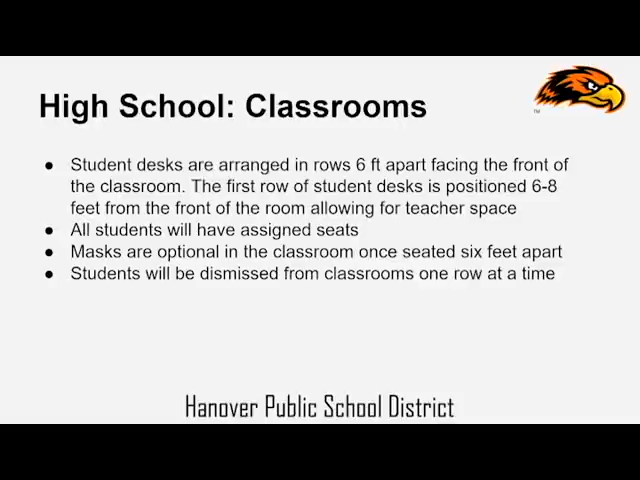 High School: Classrooms
TM
● Student desks are arranged in rows 6 ft apart facing the front of
the classroom. The first row of student desks is positioned 6-8
feet from the front of the room allowing for teacher space
● All students will have assigned seats
● Masks are optional in the classroom once seated six feet apart
● Students will be dismissed from classrooms one row at a time
Hanover Public School District